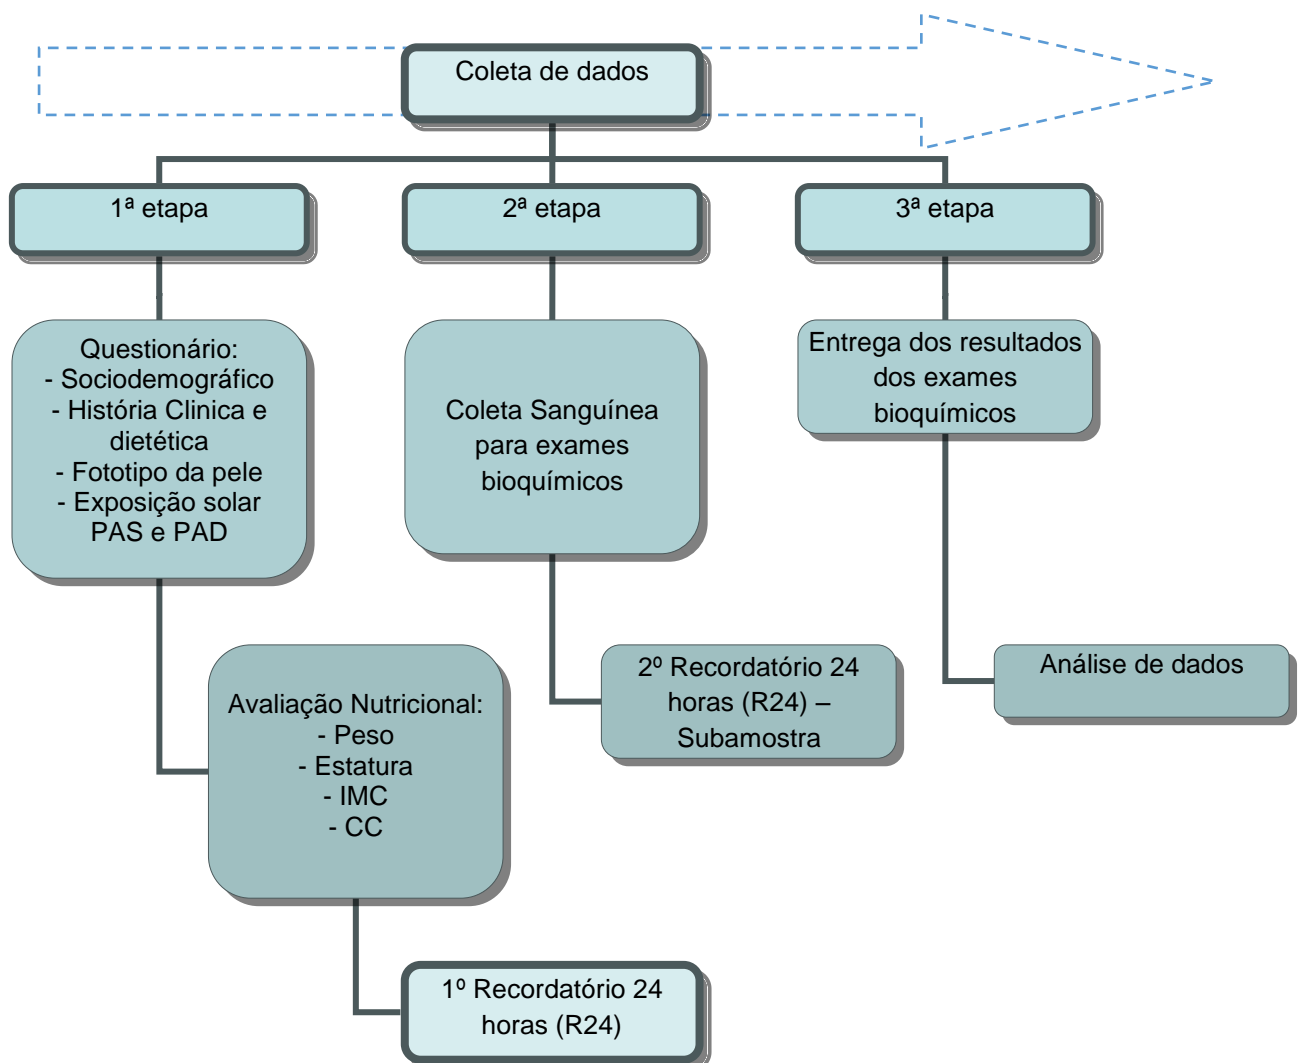 Coleta de dados
1ª etapa
2ª etapa
3ª etapa
Questionário:
- Sociodemográfico
- História Clinica e
dietética
- Fototipo da pele
- Exposição solar
PAS e PAD
Coleta Sanguínea
para exames
bioquímicos
Entrega dos resultados
dos exames
bioquímicos
Avaliação Nutricional:
- Peso
- Estatura
- IMC
- CC
2º Recordatório 24
horas (R24) –
Subamostra
Análise de dados
1º Recordatório 24
horas (R24)